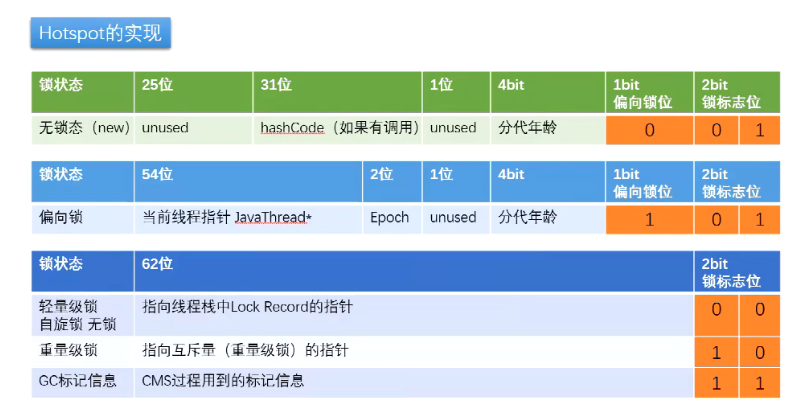 Hotspot的实现
锁状态 25位 31位 1位 4bit 1bit 2bit
偏向锁位 锁标志位
无锁态（new） unused hashCode（如果有调用） unused 分代年龄 0 0 1
锁状态 54位 2位 1位 4bit 1bit 2bit
偏向锁位 锁标志位
偏向锁 当前线程指针 JavaThread* Epoch unused 分代年龄 1 0 1
锁状态 62位 2bit
锁标志位
轻量级锁 指向线程栈中Lock Record的指针 0 0
自旋锁 无锁
重量级锁 指向互斥量（重量级锁）的指针 1 0
GC标记信息 CMS过程用到的标记信息 1 1